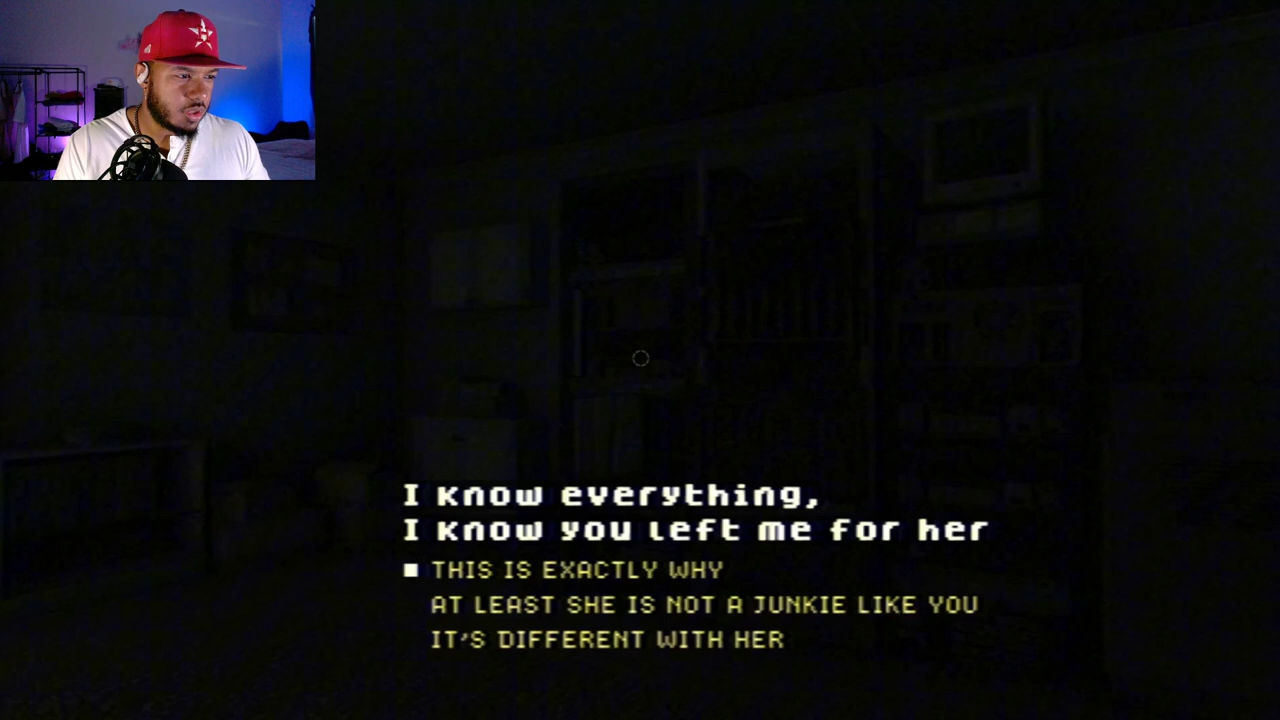 I know everything,
I know you left me for her
THIS IS EXACTLY WHY
AT LEAST SHE IS NOT A JUNKIE LIKE YOU
IT'S DIFFERENT WITH HER